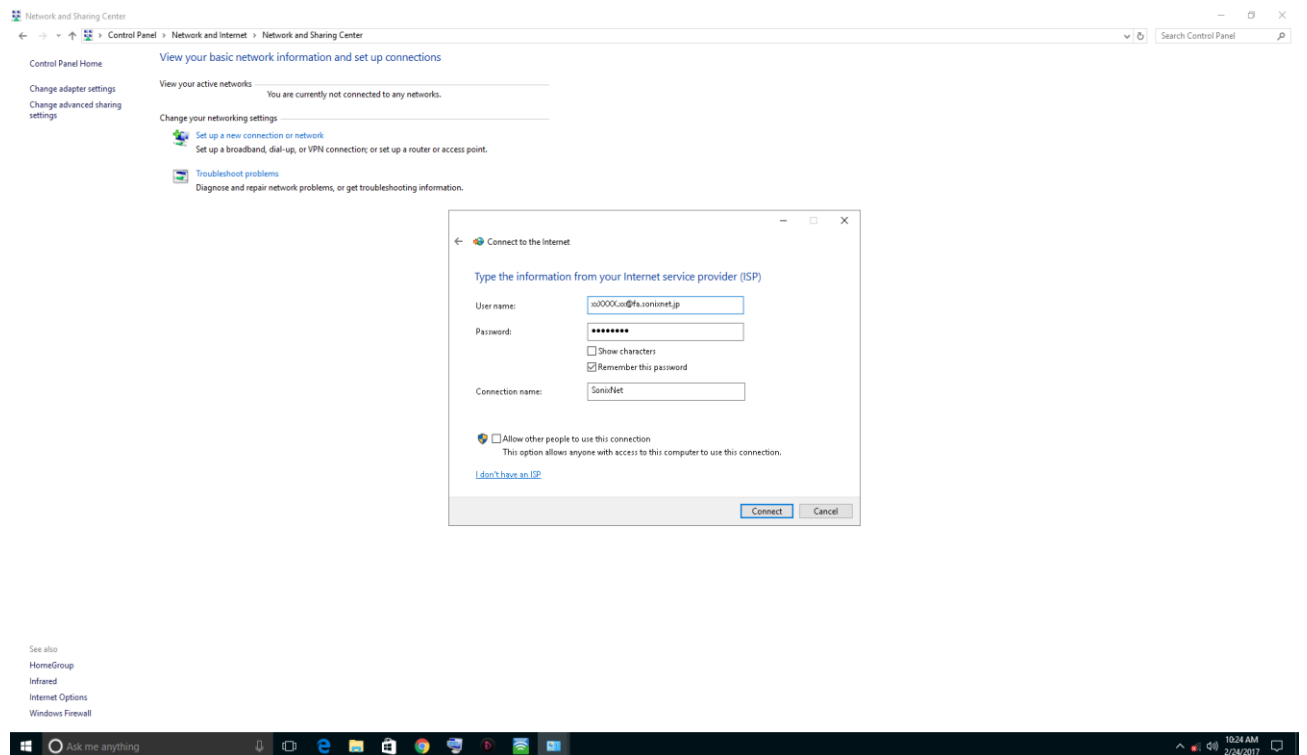 Network and Sharing Center
Control Panel > Network and Internet > Network and Sharing Center
Search Control Panel
Control Panel Home
Change adapter settings
Change advanced sharing
settings
View your basic network information and set up connections
View your active networks
You are currently not connected to any networks.
Change your networking settings
Set up a new connection or network
Set up a broadband, dial-up, or VPN connection; or set up a router or access point.
Troubleshoot problems
Diagnose and repair network problems, or get troubleshooting information.
Connect to the Internet
Type the information from your Internet service provider (ISP)
User name:
xxXXXX.xx@fa.sonixnet.jp
Password:
••••••••
Show characters
Remember this password
Connection name:
SonixNet
Allow other people to use this connection
This option allows anyone with access to this computer to use this connection.
I don't have an ISP
Connect
Cancel
See also
HomeGroup
Infrared
Internet Options
Windows Firewall
Ask me anything
10:24 AM
2/24/2017